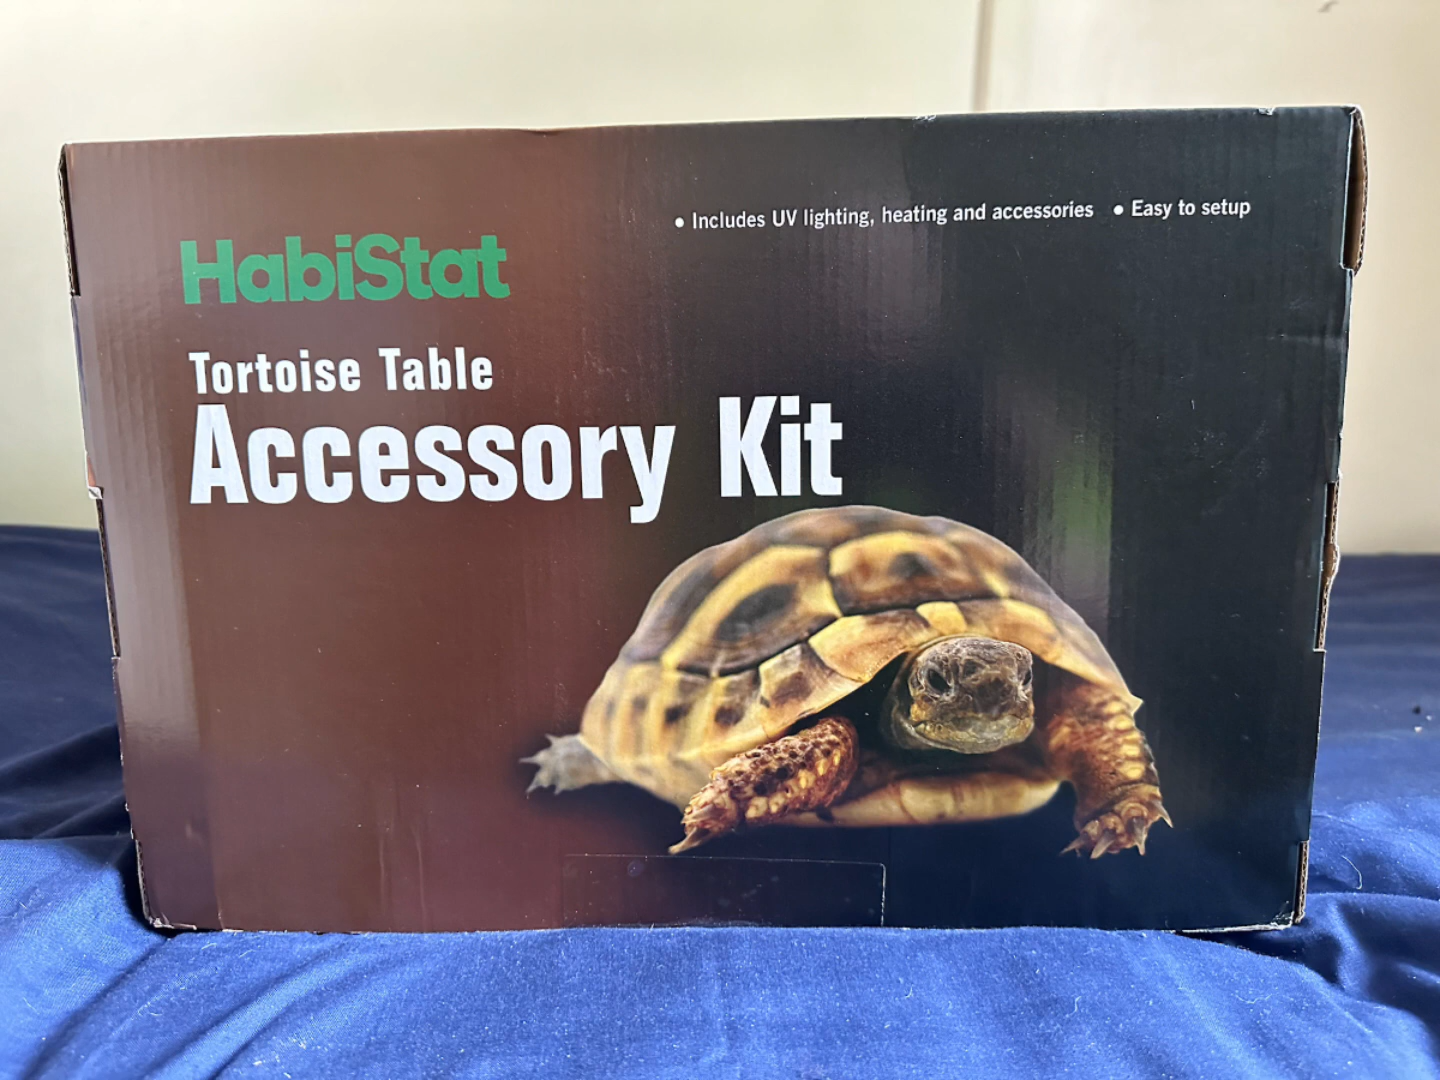 • Includes UV lighting, heating and accessories • Easy to setup
HabiStat
Tortoise Table
Accessory Kit